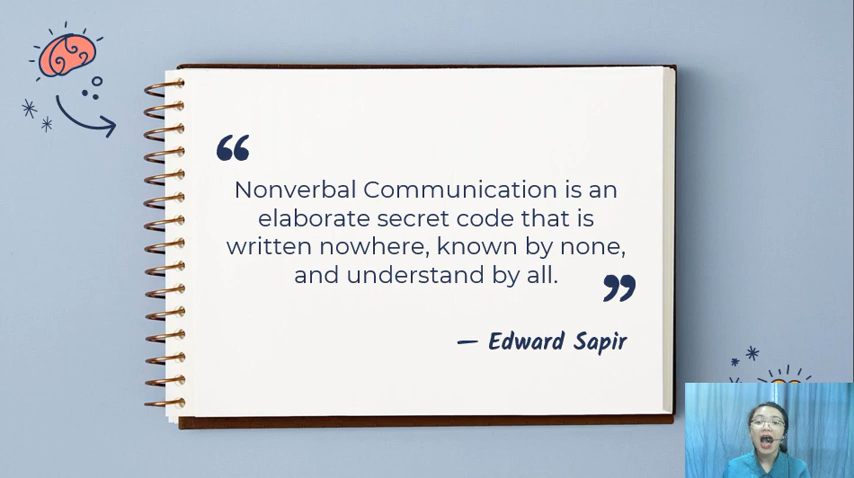 “
Nonverbal Communication is an
elaborate secret code that is
written nowhere, known by none,
and understand by all.
”
— Edward Sapir